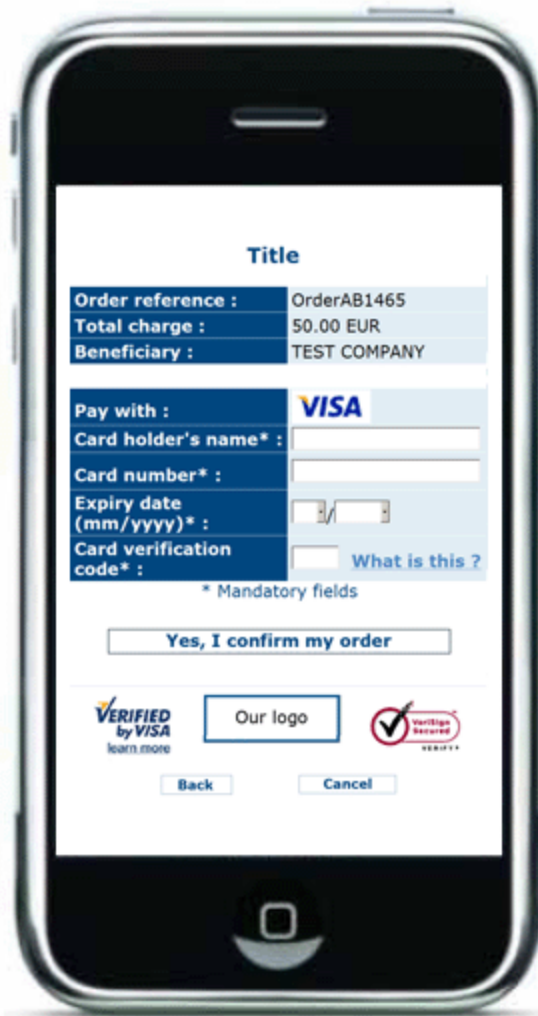 Title
Order reference : OrderAB1465
Total charge : 50.00 EUR
Beneficiary : TEST COMPANY
Pay with : VISA
Card holder's name* :
Card number* :
Expiry date
(mm/yyyy)* : /
Card verification
code* : What is this ?
* Mandatory fields
Yes, I confirm my order
VERIFIED
by VISA
learn more
Our logo
VeriSign
Secured
VERIFY
Back Cancel